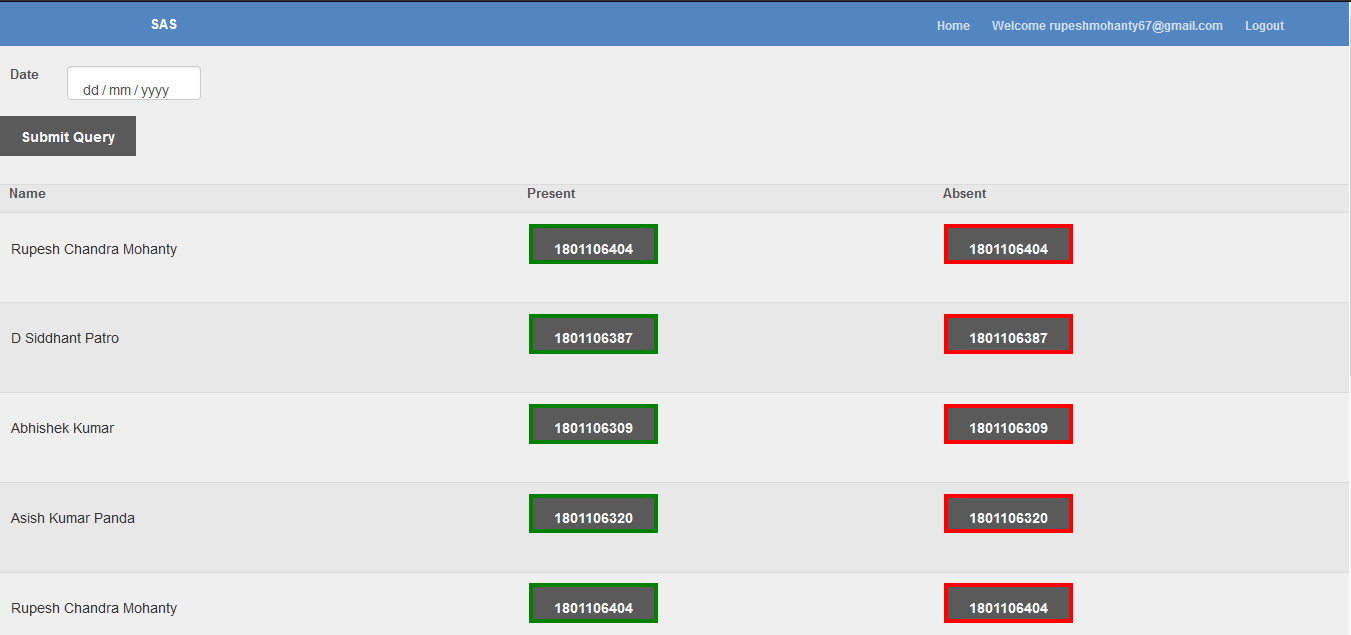 SAS Home Welcome rupeshmohanty67@gmail.com Logout
Date dd / mm / yyyy
Submit Query
Name Present Absent
Rupesh Chandra Mohanty 1801106404 1801106404
D Siddhant Patro 1801106387 1801106387
Abhishek Kumar 1801106309 1801106309
Asish Kumar Panda 1801106320 1801106320
Rupesh Chandra Mohanty 1801106404 1801106404